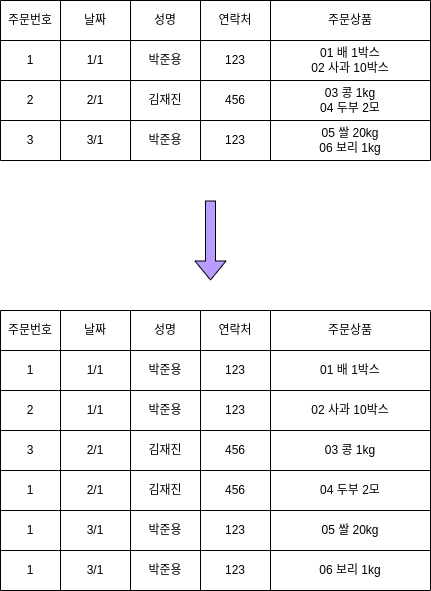 주문번호 날짜 성명 연락처 주문상품
1 1/1 박준용 123 01 배 1박스
02 사과 10박스
2 2/1 김재진 456 03 콩 1kg
04 두부 2모
3 3/1 박준용 123 05 쌀 20kg
06 보리 1kg
주문번호 날짜 성명 연락처 주문상품
1 1/1 박준용 123 01 배 1박스
2 1/1 박준용 123 02 사과 10박스
3 2/1 김재진 456 03 콩 1kg
1 2/1 김재진 456 04 두부 2모
1 3/1 박준용 123 05 쌀 20kg
1 3/1 박준용 123 06 보리 1kg